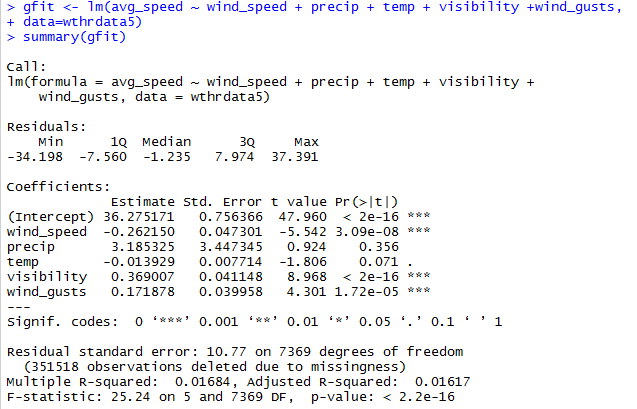 > gfit <- lm(avg_speed ~ wind_speed + precip + temp + visibility +wind_gusts,
+ data=wthrdata5)
> summary(gfit)
Call:
lm(formula = avg_speed ~ wind_speed + precip + temp + visibility +
    wind_gusts, data = wthrdata5)
Residuals:
    Min      1Q  Median      3Q     Max
-34.198  -7.560  -1.235   7.974  37.391
Coefficients:
             Estimate Std. Error t value Pr(>|t|)
(Intercept) 36.275171   0.756366  47.960  < 2e-16 ***
wind_speed  -0.262150   0.047301  -5.542 3.09e-08 ***
precip       3.185325   3.447345   0.924    0.356
temp        -0.013929   0.007714  -1.806    0.071 .
visibility   0.369007   0.041148   8.968  < 2e-16 ***
wind_gusts   0.171878   0.039958   4.301 1.72e-05 ***
---
Signif. codes:  0 ‘***’ 0.001 ‘**’ 0.01 ‘*’ 0.05 ‘.’ 0.1 ‘ ’ 1
Residual standard error: 10.77 on 7369 degrees of freedom
  (351518 observations deleted due to missingness)
Multiple R-squared:  0.01684, Adjusted R-squared:  0.01617
F-statistic: 25.24 on 5 and 7369 DF,  p-value: < 2.2e-16